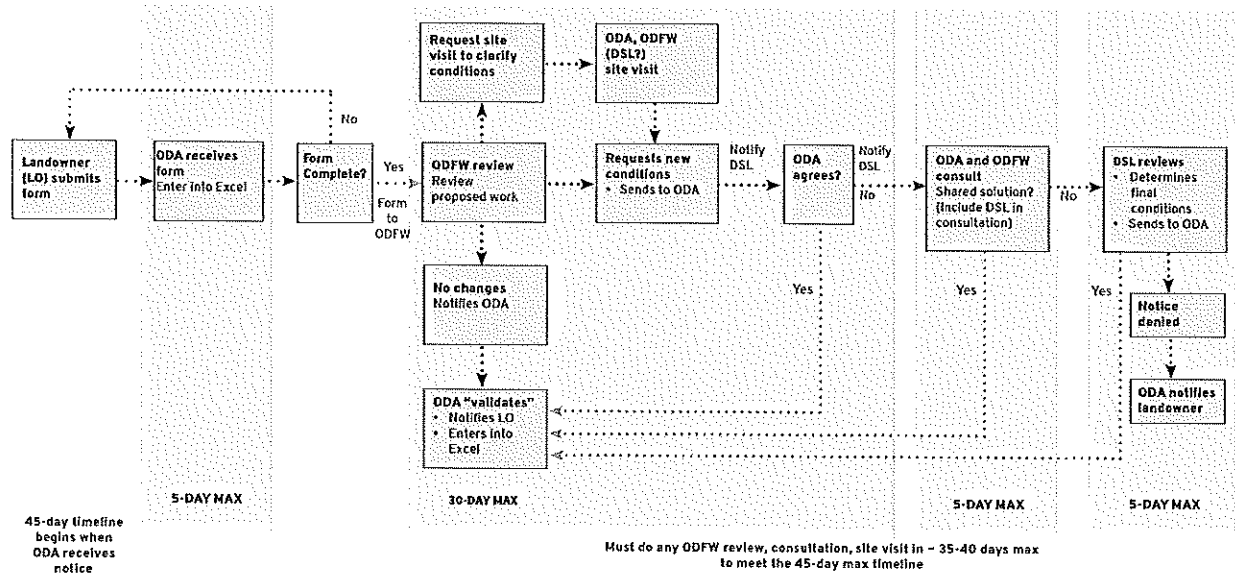 Request site
visit to clarify
conditions
ODA, ODFW
(DSL?)
site visit
No
Landowner
(LO) submits
form
ODA receives
form
Enter into Excel
Form
Complete?
Yes
Form
to
ODFW
ODFW review
Review
proposed work
Requests new
conditions
• Sends to ODA
Notify
DSL
ODA
agrees?
Notify
DSL
No
ODA and ODFW
consult
Shared solution?
(Include DSL in
consultation)
No
DSL reviews
• Determines
final
conditions
• Sends to ODA
No changes
Notifies ODA
Yes
Yes
Yes
Notice
denied
ODA notifies
landowner
ODA "validates"
• Notifies LO
• Enters into
Excel
5-DAY MAX
30-DAY MAX
5-DAY MAX
5-DAY MAX
45-day timeline
begins when
ODA receives
notice
Must do any ODFW review, consultation, site visit in ~ 35-40 days max
to meet the 45-day max timeline